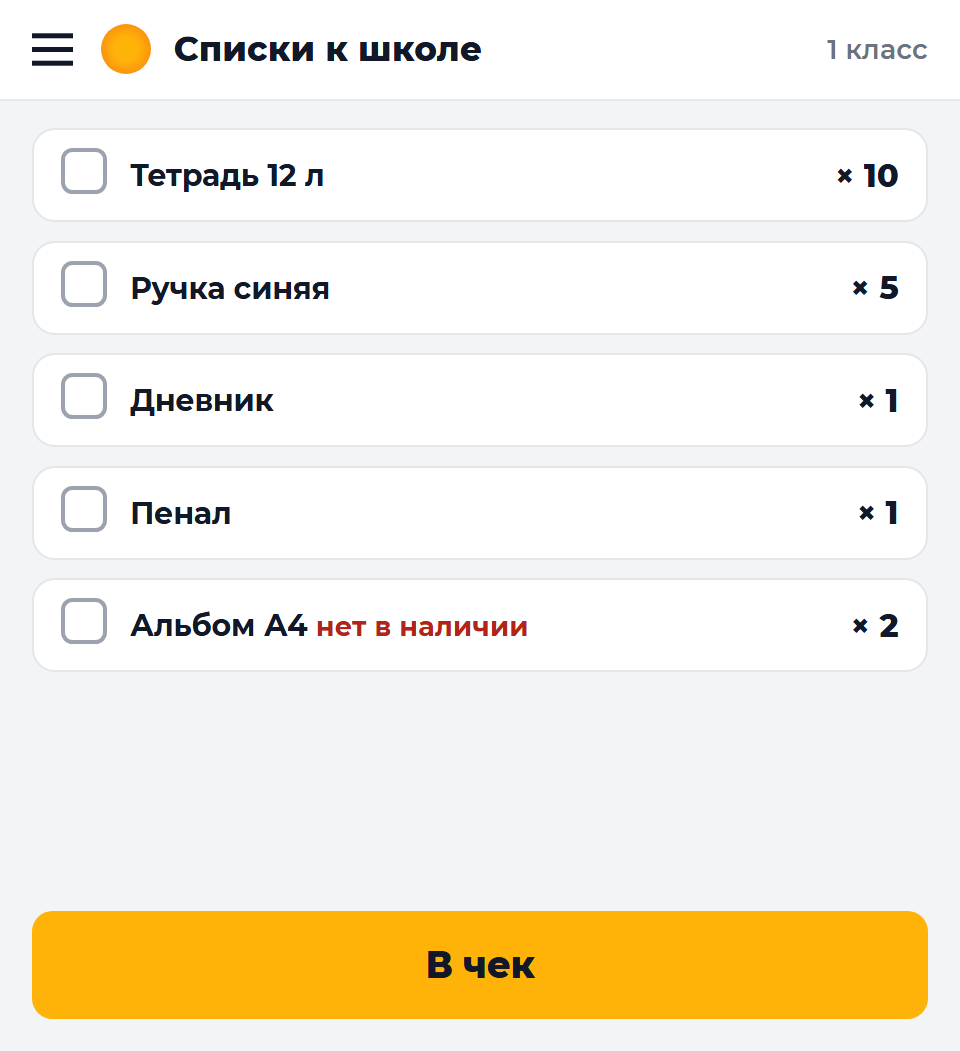 Списки к школе
1 класс
Тетрадь 12 л × 10
Ручка синяя × 5
Дневник × 1
Пенал × 1
Альбом А4 нет в наличии × 2
В чек